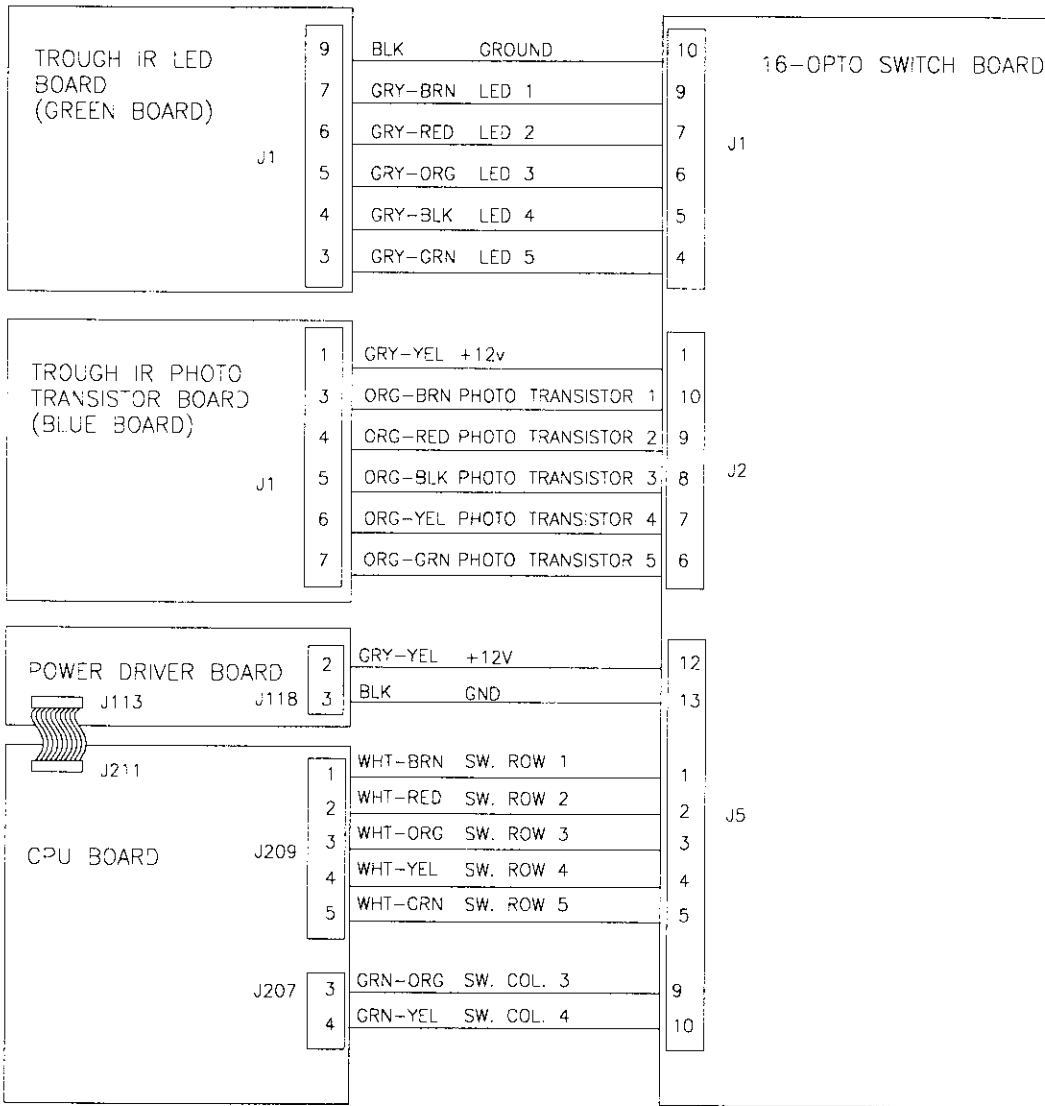 TROUGH IR LED
BOARD
(GREEN BOARD)
J1
9 BLK GROUND 10
7 GRY-BRN LED 1 9
6 GRY-RED LED 2 7
5 GRY-ORG LED 3 6
4 GRY-BLK LED 4 5
3 GRY-GRN LED 5 4
J1
16-OPTO SWITCH BOARD
TROUGH IR PHOTO
TRANSISTOR BOARD
(BLUE BOARD)
J1
1 GRY-YEL +12v 1
3 ORG-BRN PHOTO TRANSISTOR 1 10
4 ORG-RED PHOTO TRANSISTOR 2 9
5 ORG-BLK PHOTO TRANSISTOR 3 8
6 ORG-YEL PHOTO TRANSISTOR 4 7
7 ORG-GRN PHOTO TRANSISTOR 5 6
J2
POWER DRIVER BOARD
J113
J118
2 GRY-YEL +12V 12
3 BLK GND 13
J211
CPU BOARD
J209
1 WHT-BRN SW. ROW 1 1
2 WHT-RED SW. ROW 2 2
3 WHT-ORG SW. ROW 3 3
4 WHT-YEL SW. ROW 4 4
5 WHT-GRN SW. ROW 5 5
J5
J207
3 GRN-ORG SW. COL. 3 9
4 GRN-YEL SW. COL. 4 10